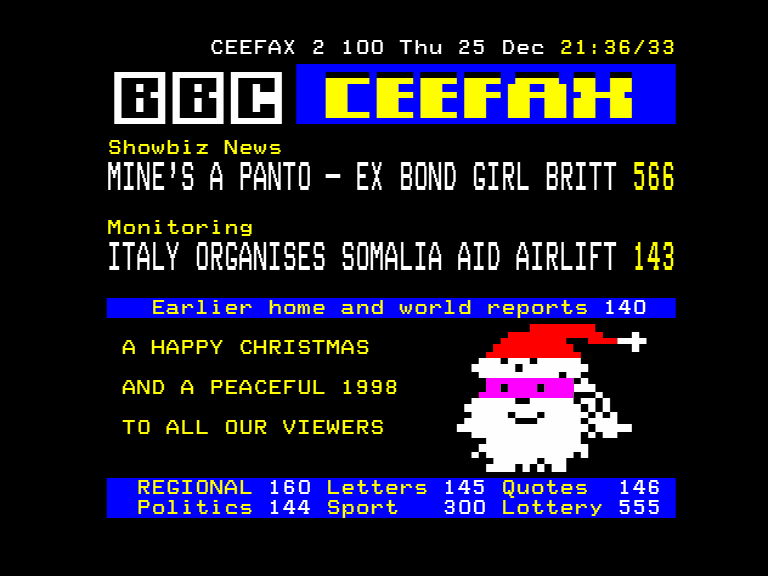 CEEFAX 2 100 Thu 25 Dec 21:36/33
BBC CEEFAX
Showbiz News
MINE'S A PANTO - EX BOND GIRL BRITT 566
Monitoring
ITALY ORGANISES SOMALIA AID AIRLIFT 143
Earlier home and world reports 140
A HAPPY CHRISTMAS
AND A PEACEFUL 1998
TO ALL OUR VIEWERS
REGIONAL 160 Letters 145 Quotes 146
Politics 144 Sport 300 Lottery 555